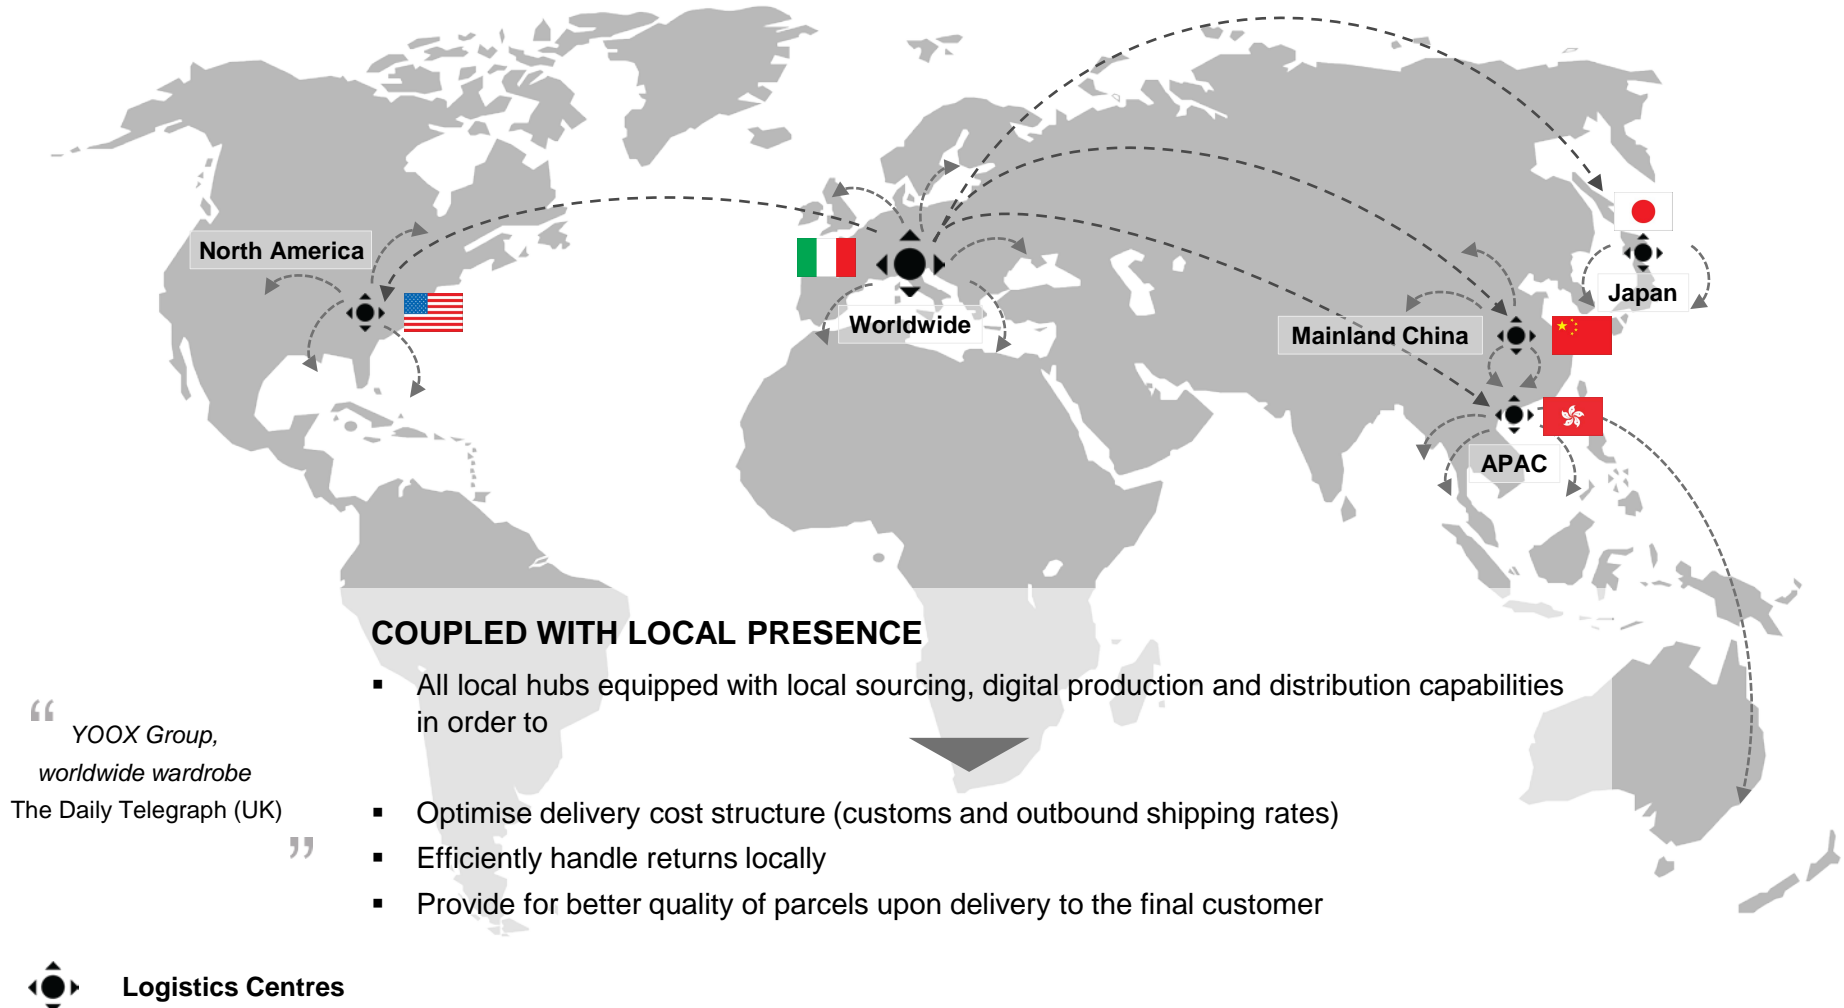 North America
Worldwide
Japan
Mainland China
APAC
COUPLED WITH LOCAL PRESENCE
▪ All local hubs equipped with local sourcing, digital production and distribution capabilities
in order to
“
YOOX Group,
worldwide wardrobe
The Daily Telegraph (UK)
”
▪ Optimise delivery cost structure (customs and outbound shipping rates)
▪ Efficiently handle returns locally
▪ Provide for better quality of parcels upon delivery to the final customer
Logistics Centres